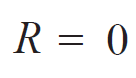 R = 0